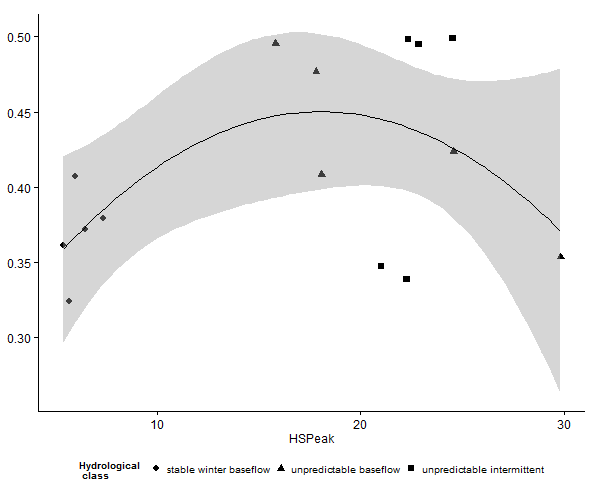 0.50
0.45
0.40
0.35
0.30
10 20 30
HSPeak
Hydrological
class
stable winter baseflow unpredictable baseflow unpredictable intermittent